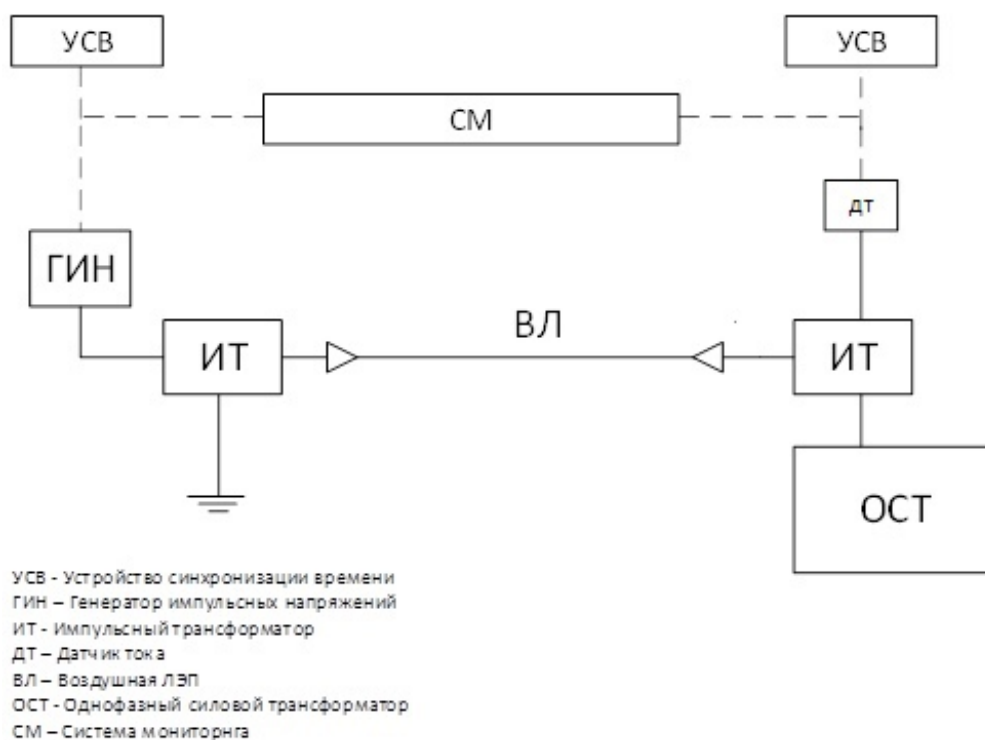 УСВ
УСВ
СМ
ДТ
ГИН
ВЛ
ИТ
ИТ
ОСТ
УСВ - Устройство синхронизации времени
ГИН – Генератор импульсных напряжений
ИТ - Импульсный трансформатор
ДТ – Датчик тока
ВЛ – Воздушная ЛЭП
ОСТ - Однофазный силовой трансформатор
СМ – Система мониторнга